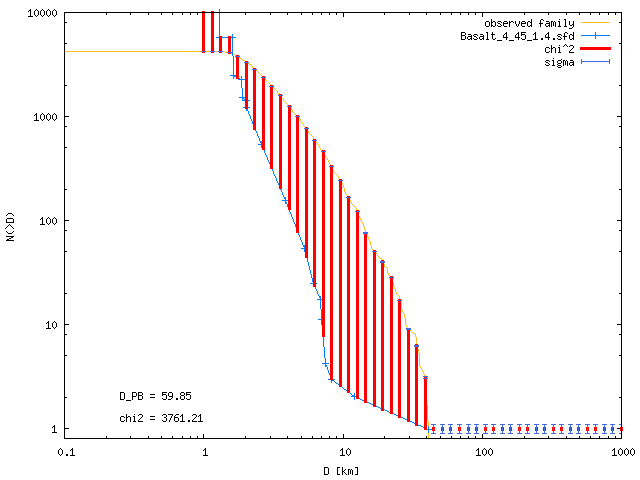 10000
1000
100
10
1
N(>D)
observed family
Basalt_4_45_1.4.sfd
chi^2
sigma
D_PB = 59.85
chi2 = 3761.21
0.1 1 10 100 1000
D [km]